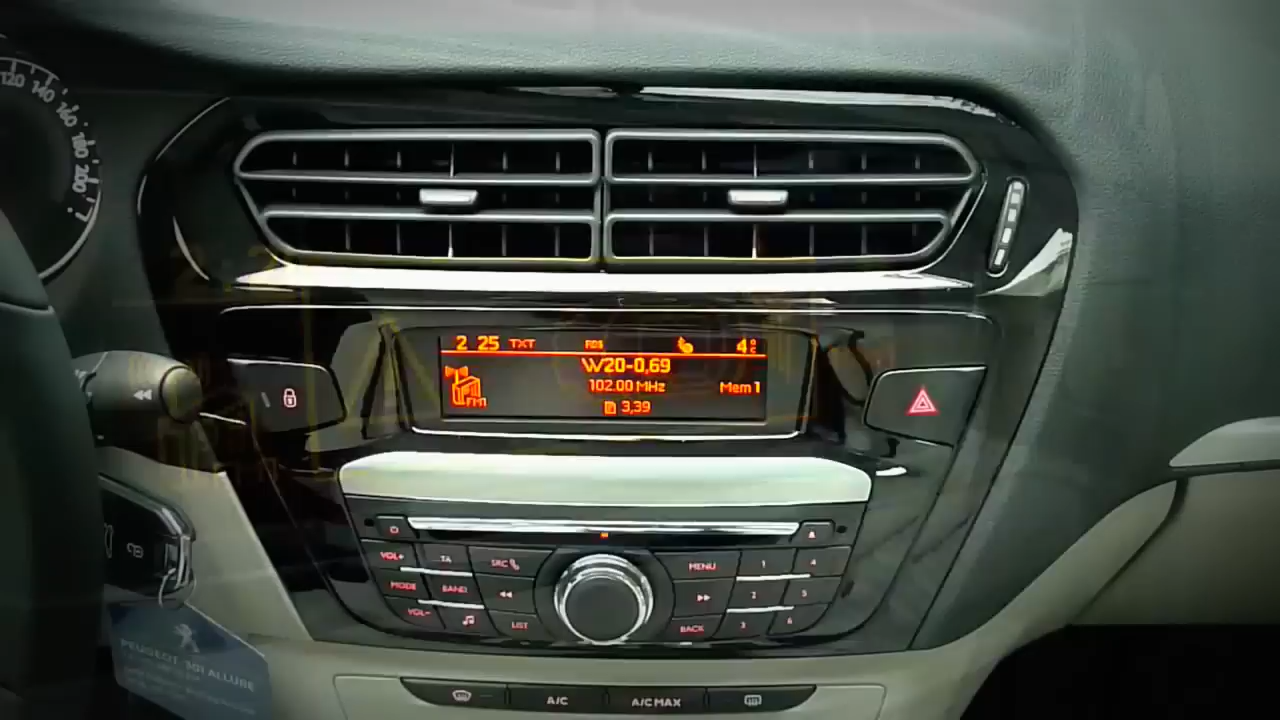 120
140
160
180
200
2 25 TXT RDS 4°C
W20-0,69
102.00 MHz Mem 1
FM1
3,39
VOL+ TA SRC MENU 1 4
MODE BAND 2 5
VOL- LIST BACK 3 6
PEUGEOT 301 ALLURE
A/C A/C MAX